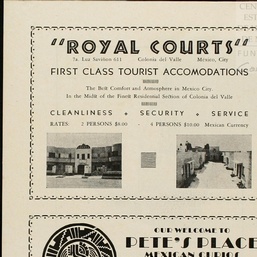 "ROYAL COURTS"
7a Luz Saviñon 611 Colonia del Valle Mexico, City
FIRST CLASS TOURIST ACCOMODATIONS
The Best Comfort and Atmosphere in Mexico City.
In the Midst of the Finest Residential Section of Colonia del Valle
CLEANLINESS • SECURITY • SERVICE
RATES: 2 PERSONS $8.00 - 4 PERSONS $10.00 Mexican Currency
OUR WELCOME TO
PETE'S PLACE
MEXICAN CURIOS